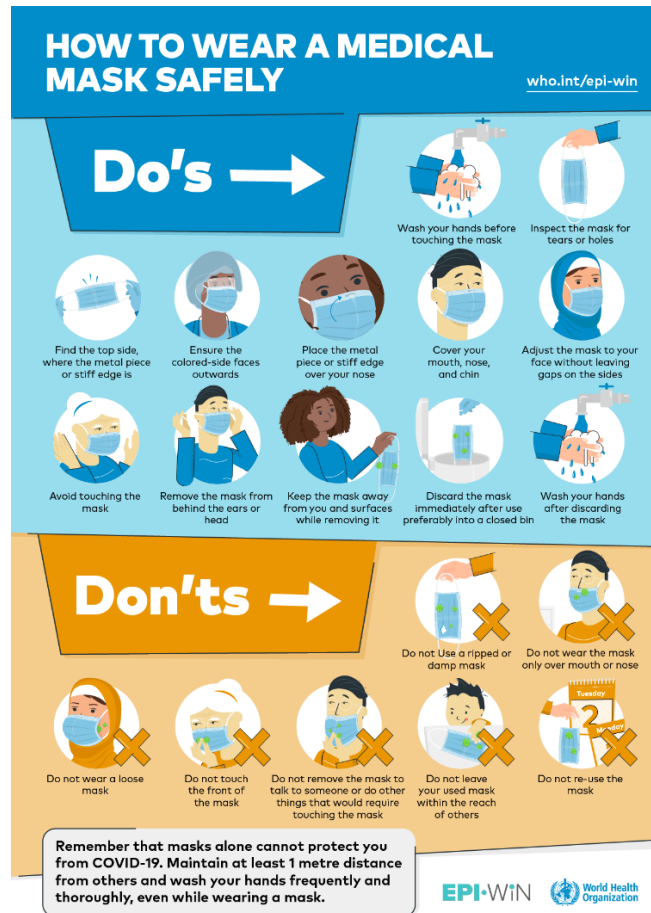 HOW TO WEAR A MEDICAL
MASK SAFELY
who.int/epi-win
Do's
Wash your hands before
touching the mask
Inspect the mask for
tears or holes
Find the top side,
where the metal piece
or stiff edge is
Ensure the
colored-side faces
outwards
Place the metal
piece or stiff edge
over your nose
Cover your
mouth, nose,
and chin
Adjust the mask to your
face without leaving
gaps on the sides
Avoid touching the
mask
Remove the mask from
behind the ears or
head
Keep the mask away
from you and surfaces
while removing it
Discard the mask
immediately after use
preferably into a closed bin
Wash your hands
after discarding
the mask
Don'ts
Do not Use a ripped or
damp mask
Do not wear the mask
only over mouth or nose
Do not wear a loose
mask
Do not touch
the front of
the mask
Do not remove the mask to
talk to someone or do other
things that would require
touching the mask
Do not leave
your used mask
within the reach
of others
Tuesday
2
Monday
Do not re-use the
mask
Remember that masks alone cannot protect you
from COVID-19. Maintain at least 1 metre distance
from others and wash your hands frequently and
thoroughly, even while wearing a mask.
EPI•WiN
World Health
Organization